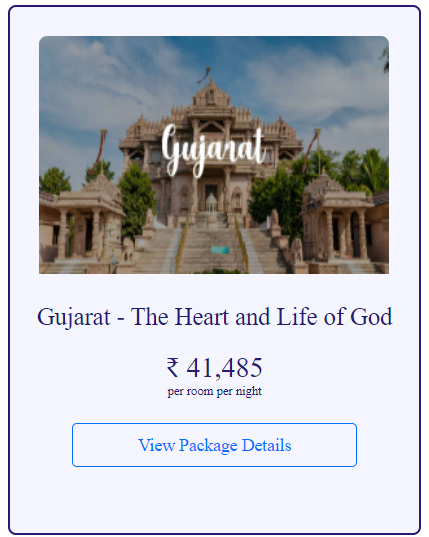 Gujarat
Gujarat - The Heart and Life of God
₹ 41,485
per room per night
View Package Details